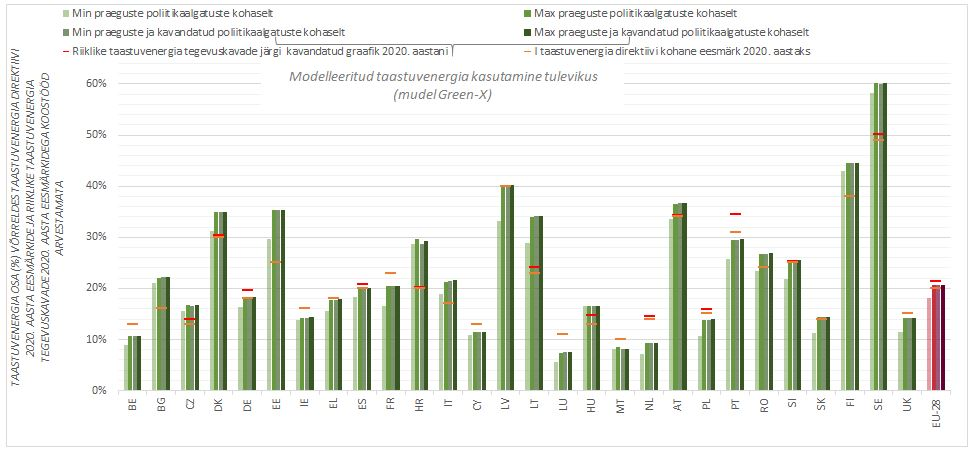 Min praeguste poliitikaalgatuste kohaselt
Max praeguste poliitikaalgatuste kohaselt
Min praeguste ja kavandatud poliitikaalgatuste kohaselt
Max praeguste ja kavandatud poliitikaalgatuste kohaselt
Riiklike taastuvenergia tegevuskavade järgi kavandatud graafik 2020. aastani
I taastuvenergia direktiivi kohane eesmärk 2020. aastaks
Modelleeritud taastuvenergia kasutamine tulevikus
(mudel Green-X)
TAASTUVENERGIA OSA (%) VÕRRELDES TAASTUVENERGIA DIREKTIIVI
2020. AASTA EESMÄRKIDE JA RIIKLIKE TAASTUVENERGIA
TEGEVUSKAVADE 2020. AASTA EESMÄRKIDEGA KOOSTÖÖD
ARVESTAMATA
60%
50%
40%
30%
20%
10%
0%
BE BG CZ DK DE EE IE EL ES FR HR IT CY LV LT LU HU MT NL AT PL PT RO SI SK FI SE UK EU-28